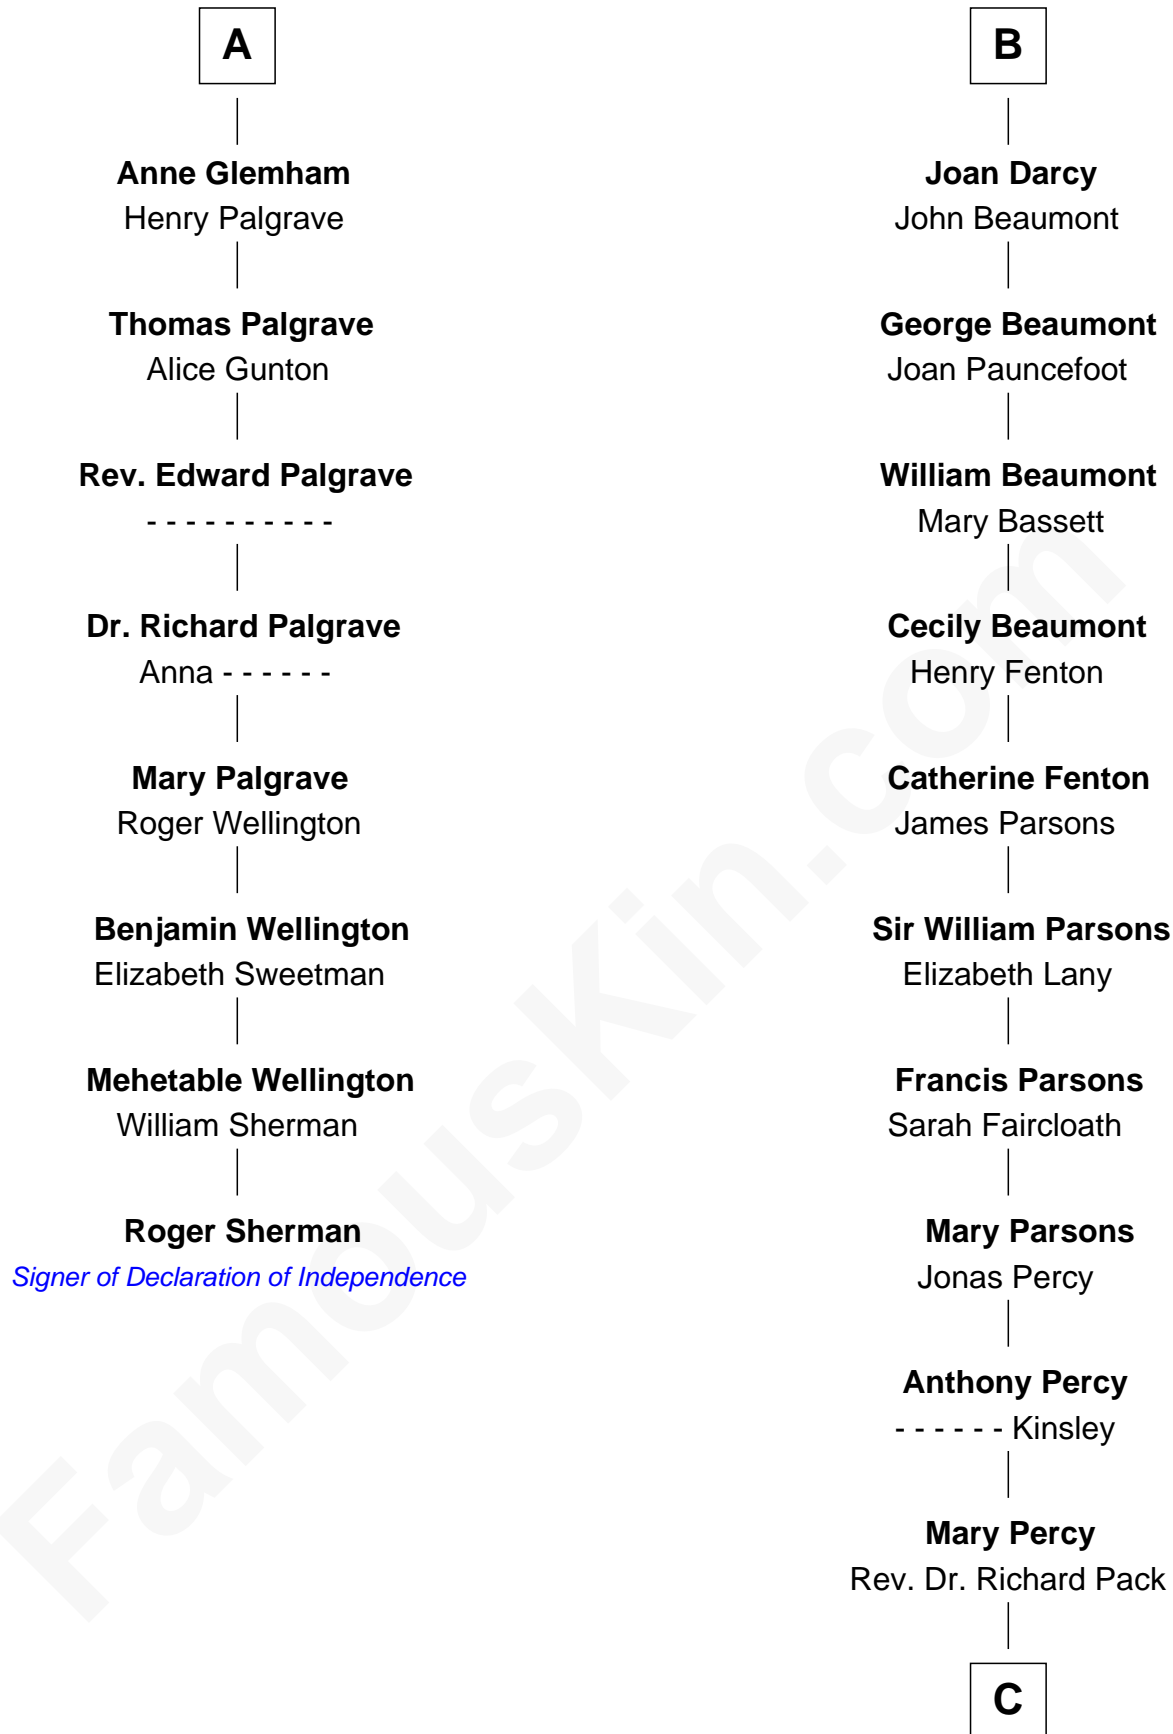 A
Anne Glemham
Henry Palgrave
Thomas Palgrave
Alice Gunton
Rev. Edward Palgrave
- - - - - - - - - -
Dr. Richard Palgrave
Anna - - - - - -
Mary Palgrave
Roger Wellington
Benjamin Wellington
Elizabeth Sweetman
Mehetable Wellington
William Sherman
Roger Sherman
Signer of Declaration of Independence
B
Joan Darcy
John Beaumont
George Beaumont
Joan Pauncefoot
William Beaumont
Mary Bassett
Cecily Beaumont
Henry Fenton
Catherine Fenton
James Parsons
Sir William Parsons
Elizabeth Lany
Francis Parsons
Sarah Faircloath
Mary Parsons
Jonas Percy
Anthony Percy
- - - - - - Kinsley
Mary Percy
Rev. Dr. Richard Pack
C
FamousKin.com